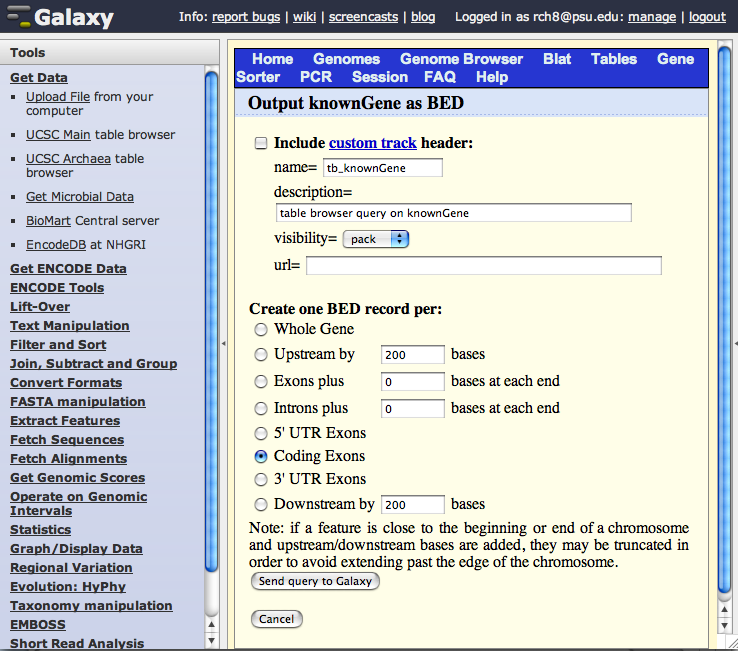 Galaxy
Info: report bugs | wiki | screencasts | blog
Logged in as rch8@psu.edu: manage | logout
Tools
Get Data
Upload File from your
computer
UCSC Main table browser
UCSC Archaea table
browser
Get Microbial Data
BioMart Central server
EncodeDB at NHGRI
Get ENCODE Data
ENCODE Tools
Lift-Over
Text Manipulation
Filter and Sort
Join, Subtract and Group
Convert Formats
FASTA manipulation
Extract Features
Fetch Sequences
Fetch Alignments
Get Genomic Scores
Operate on Genomic
Intervals
Statistics
Graph/Display Data
Regional Variation
Evolution: HyPhy
Taxonomy manipulation
EMBOSS
Short Read Analysis
Home Genomes Genome Browser Blat Tables Gene
Sorter PCR Session FAQ Help
Output knownGene as BED
Include custom track header:
name= tb_knownGene
description=
table browser query on knownGene
visibility= pack
url=
Create one BED record per:
Whole Gene
Upstream by 200 bases
Exons plus 0 bases at each end
Introns plus 0 bases at each end
5' UTR Exons
Coding Exons
3' UTR Exons
Downstream by 200 bases
Note: if a feature is close to the beginning or end of a chromosome
and upstream/downstream bases are added, they may be truncated in
order to avoid extending past the edge of the chromosome.
Send query to Galaxy
Cancel